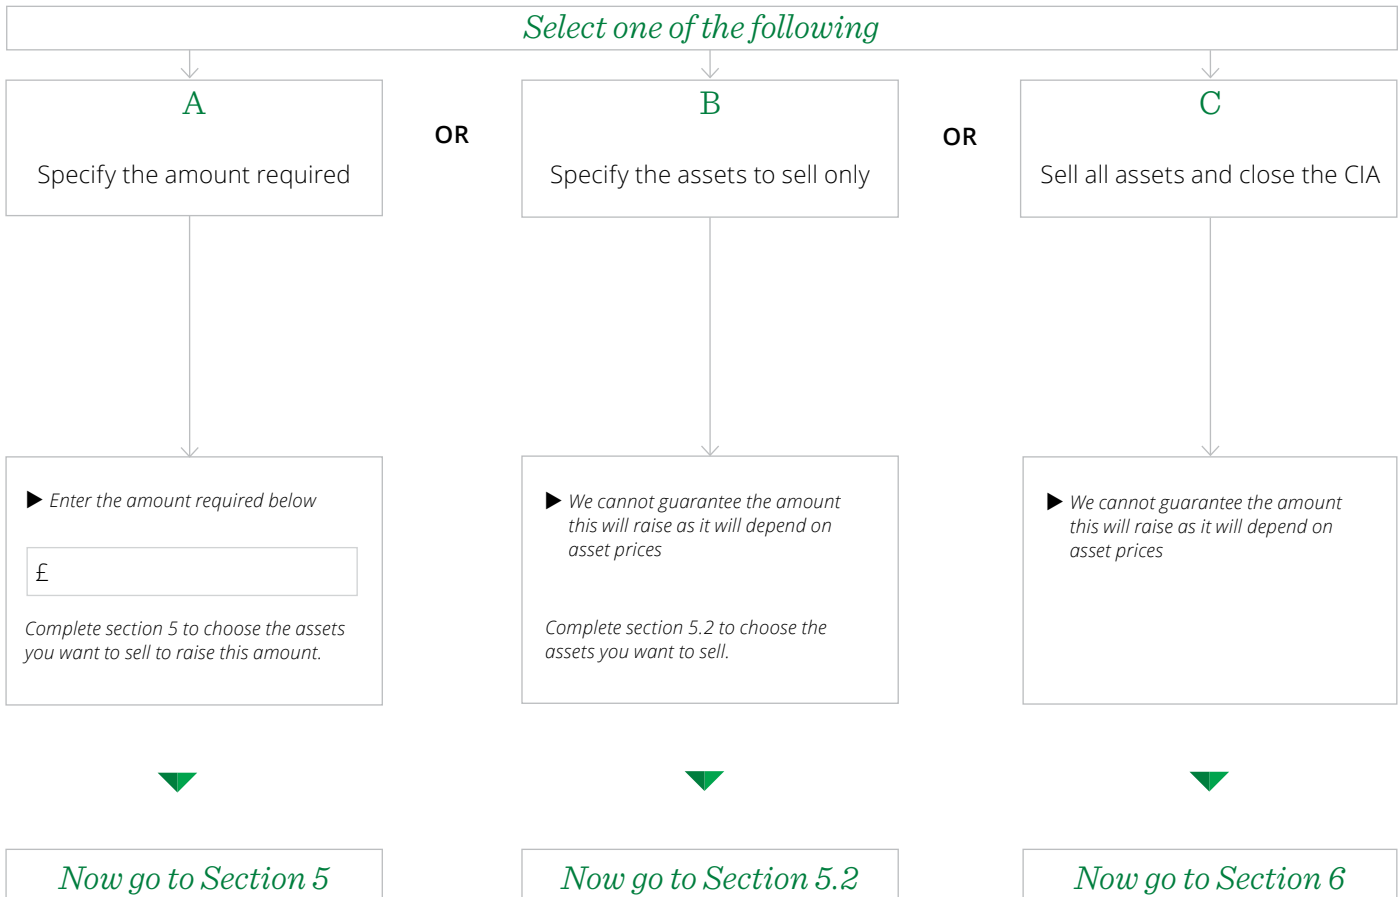 Select one of the following
A
Specify the amount required
OR
B
Specify the assets to sell only
OR
C
Sell all assets and close the CIA
Enter the amount required below
£
Complete section 5 to choose the assets
you want to sell to raise this amount.
We cannot guarantee the amount
this will raise as it will depend on
asset prices
Complete section 5.2 to choose the
assets you want to sell.
We cannot guarantee the amount
this will raise as it will depend on
asset prices
Now go to Section 5
Now go to Section 5.2
Now go to Section 6